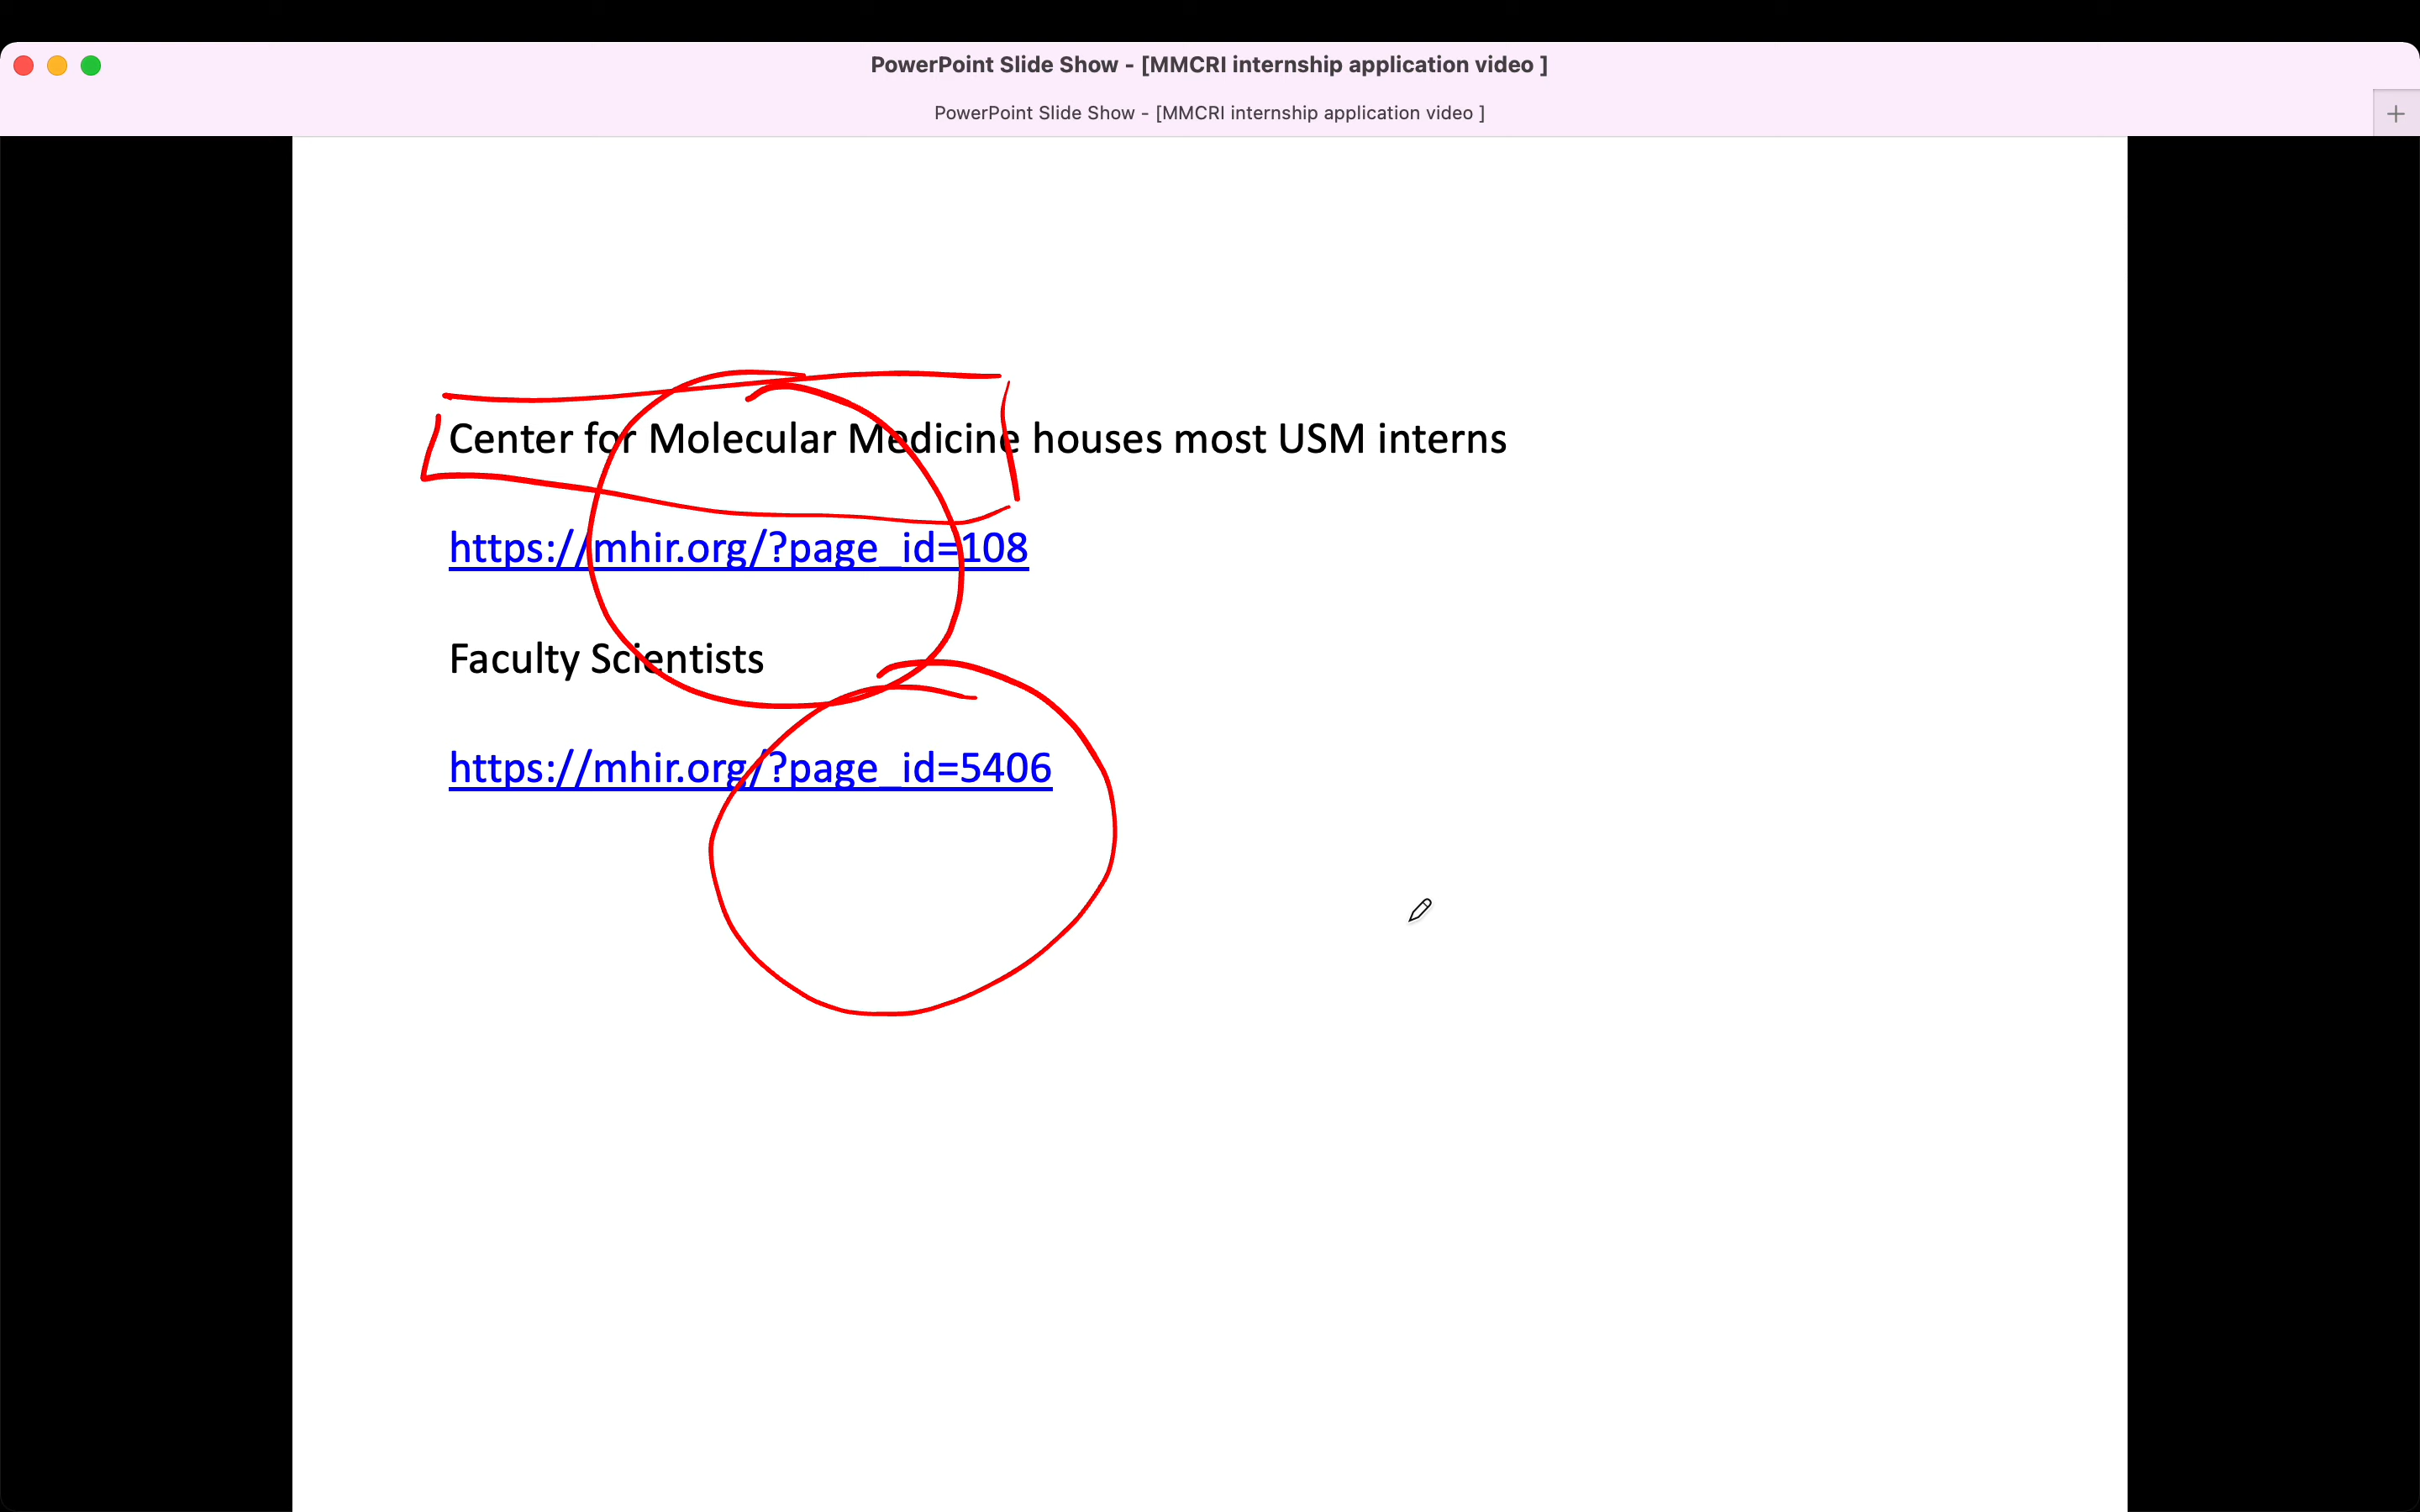 PowerPoint Slide Show - [MMCRI internship application video ]
PowerPoint Slide Show - [MMCRI internship application video ]
Center for Molecular Medicine houses most USM interns
https://mhir.org/?page_id=108
Faculty Scientists
https://mhir.org/?page_id=5406